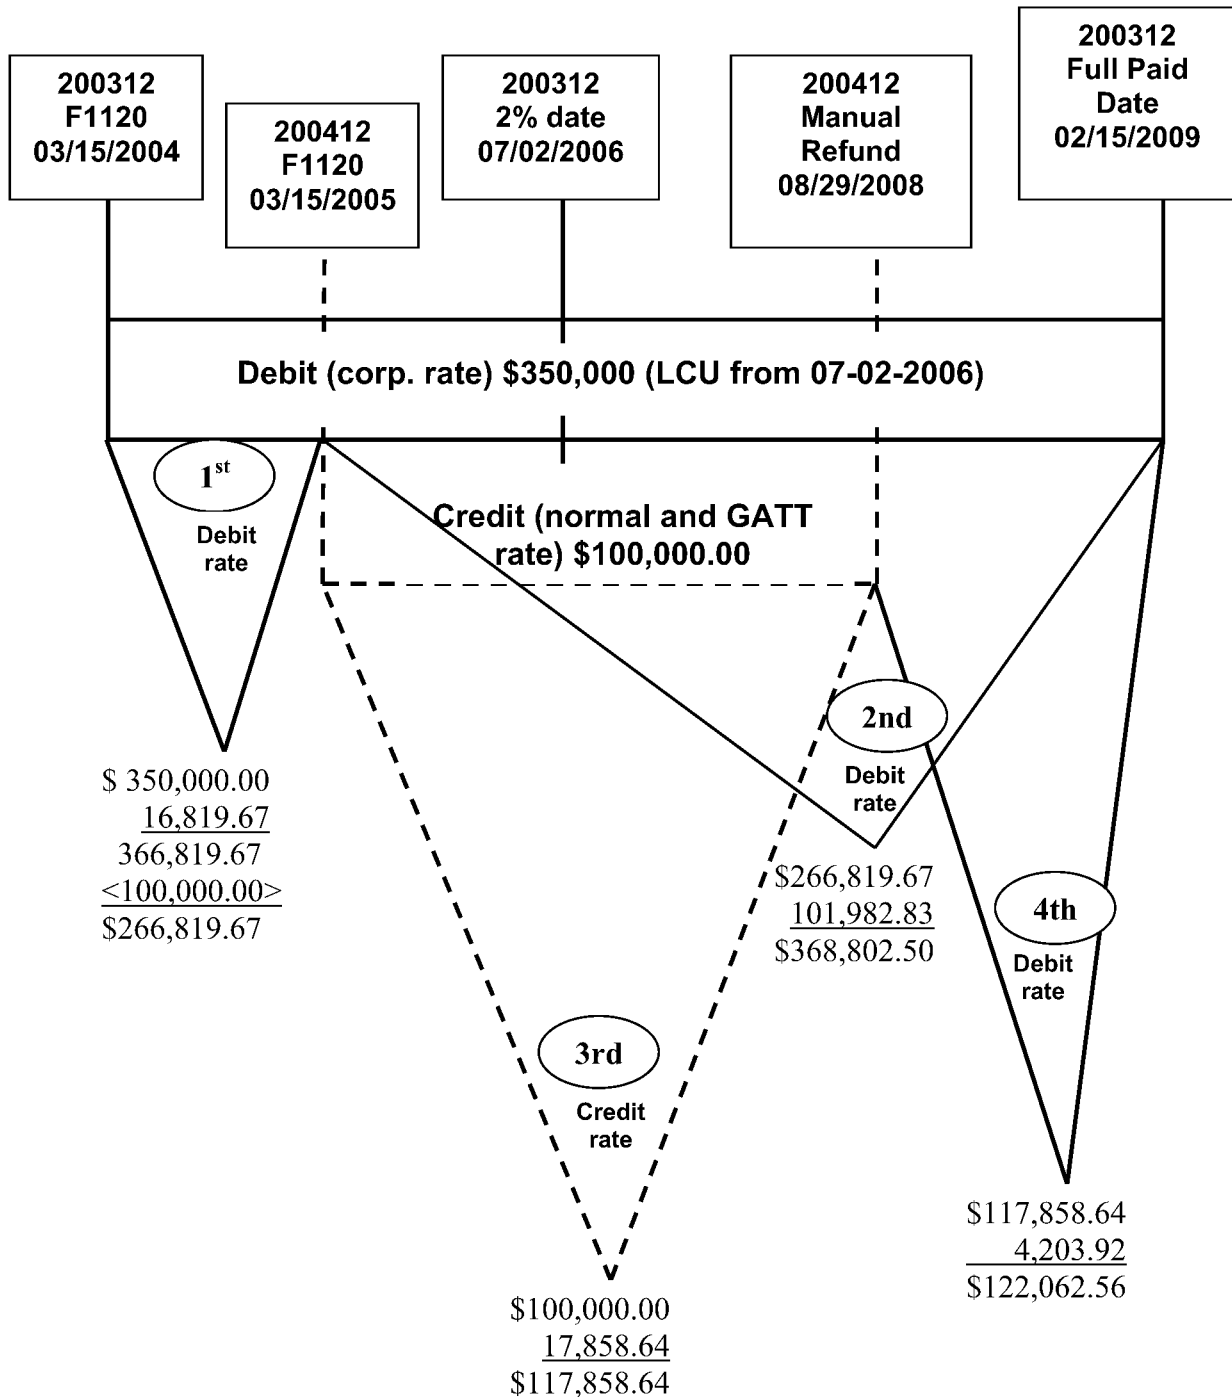 200312
F1120
03/15/2004
200412
F1120
03/15/2005
200312
2% date
07/02/2006
200412
Manual
Refund
08/29/2008
200312
Full Paid
Date
02/15/2009
Debit (corp. rate) $350,000 (LCU from 07-02-2006)
1st
Debit
rate
Credit (normal and GATT
rate) $100,000.00
2nd
Debit
rate
$ 350,000.00
16,819.67
366,819.67
<100,000.00>
$266,819.67
$266,819.67
101,982.83
$368,802.50
4th
Debit
rate
3rd
Credit
rate
$117,858.64
4,203.92
$122,062.56
$100,000.00
17,858.64
$117,858.64